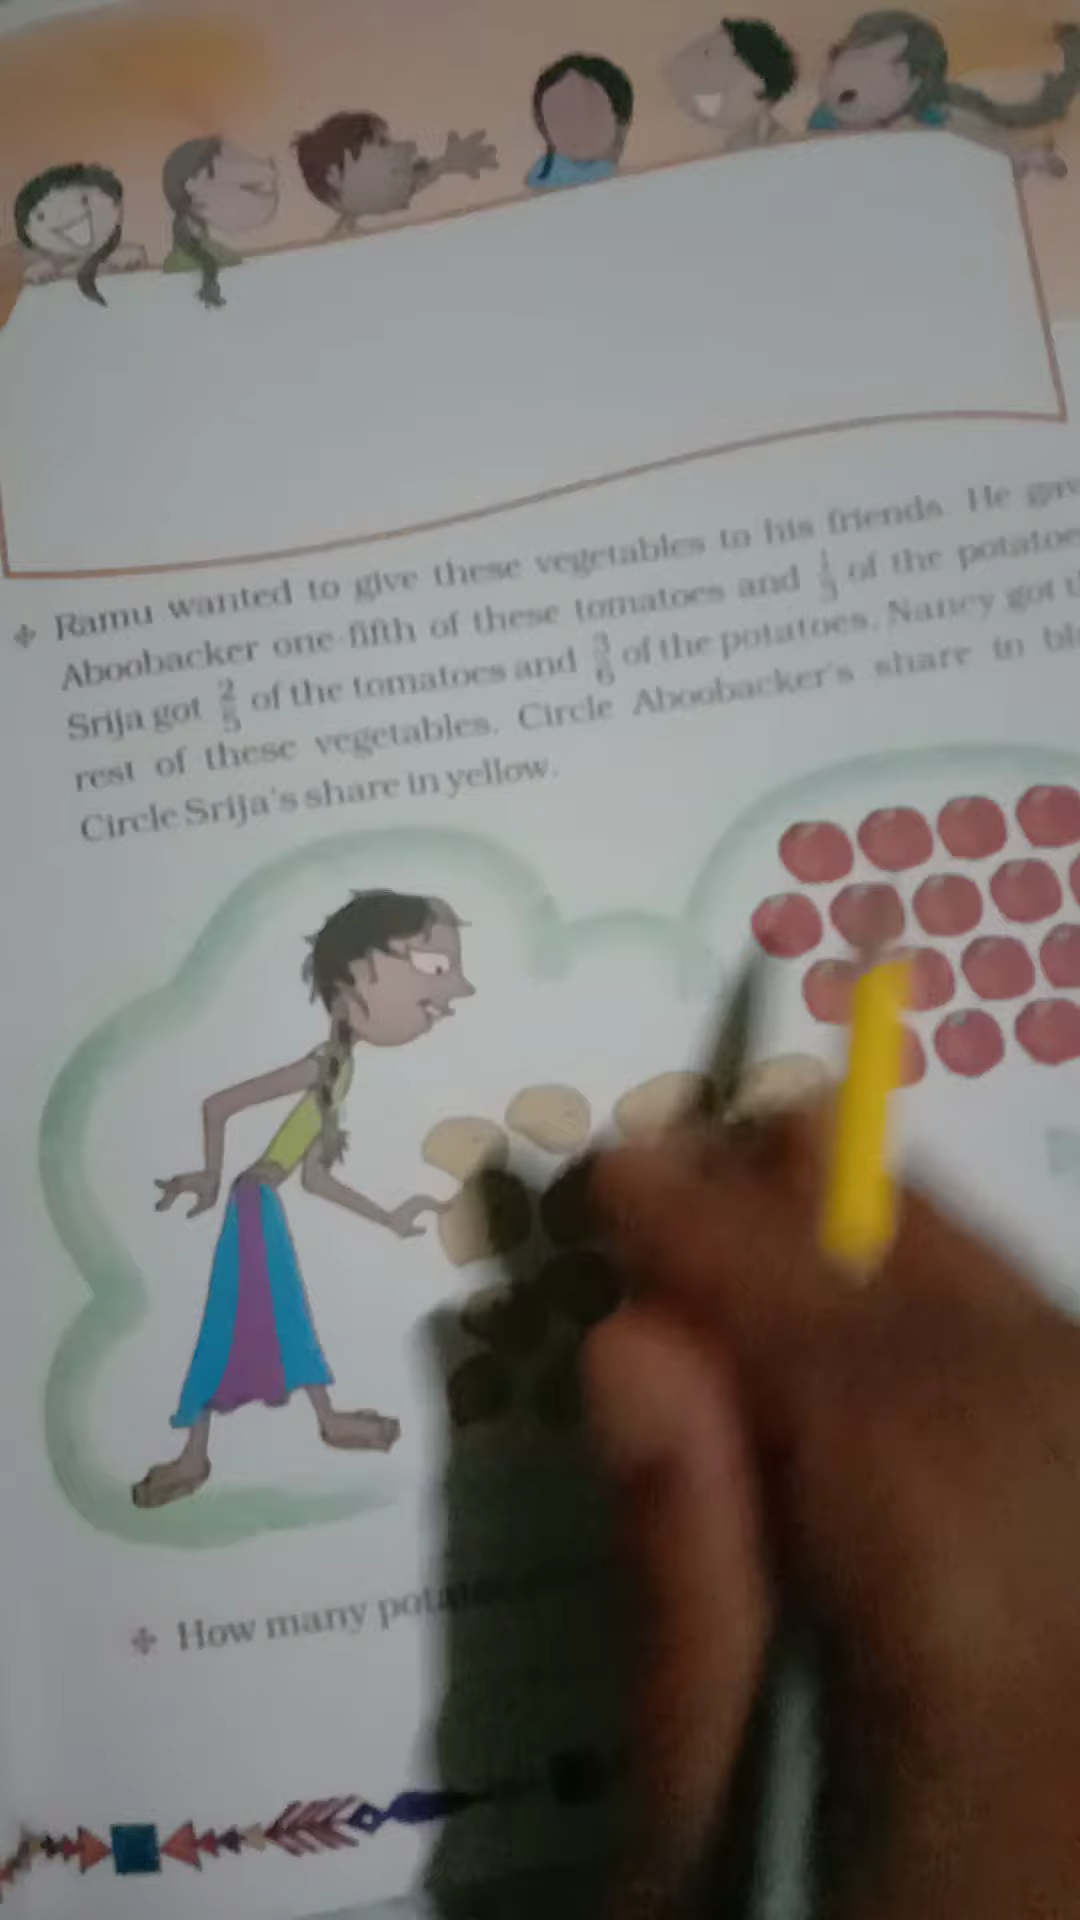 Ramu wanted to give these vegetables to his friends. He
Aboobacker one-fifth of these tomatoes and 1/3 of the
Srija got 2/5 of the tomatoes and 3/6 of the potatoes. Nancy got
rest of these vegetables. Circle Aboobacker's share in
Circle Srija's share in yellow.
How many